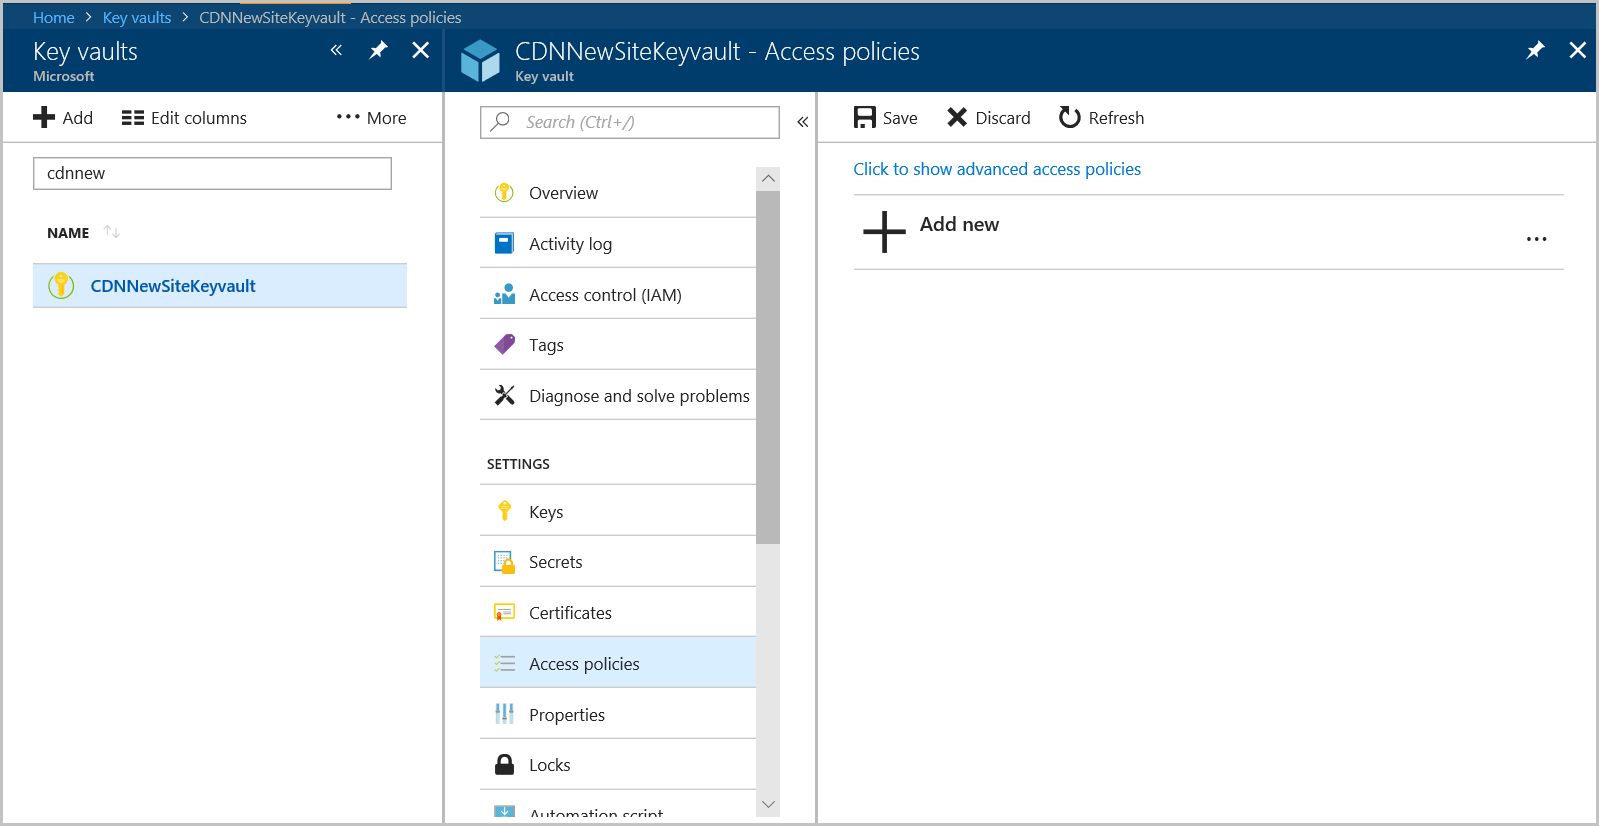 Home > Key vaults > CDNNewSiteKeyvault - Access policies
Key vaults
Microsoft
CDNNewSiteKeyvault - Access policies
Key vault
Add
Edit columns
More
cdnnew
NAME
CDNNewSiteKeyvault
Search (Ctrl+/)
Overview
Activity log
Access control (IAM)
Tags
Diagnose and solve problems
SETTINGS
Keys
Secrets
Certificates
Access policies
Properties
Locks
Automation script
Save
Discard
Refresh
Click to show advanced access policies
Add new